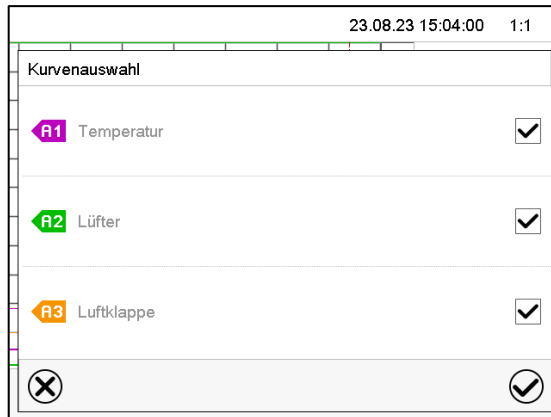 23.08.23 15:04:00 1:1
Kurvenauswahl
A1 Temperatur
A2 Lüfter
A3 Luftklappe